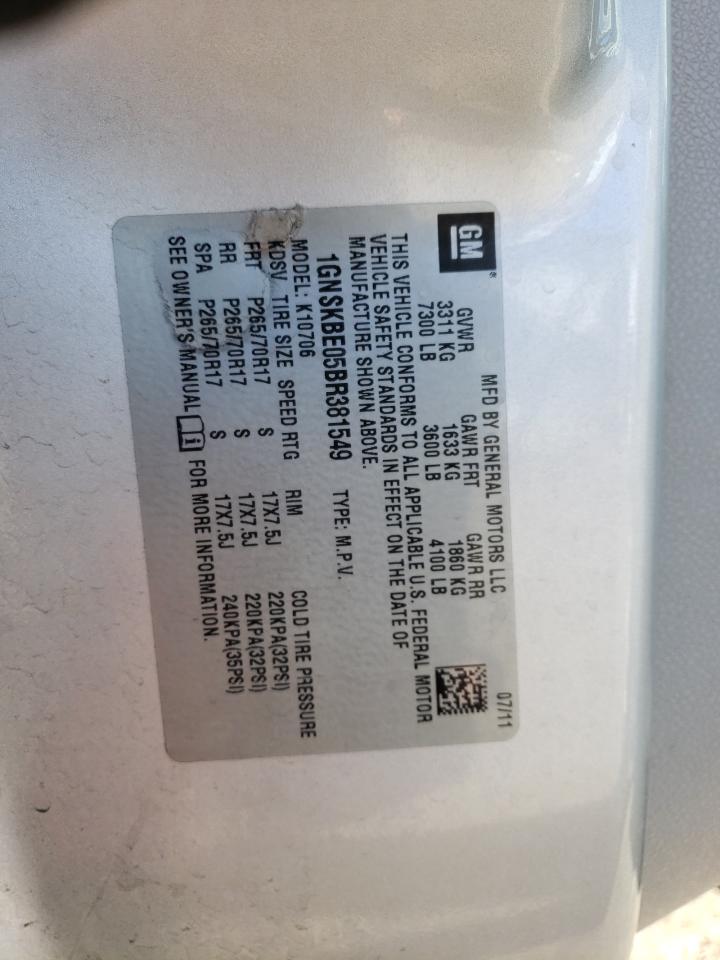 GM®
MFD BY GENERAL MOTORS LLC 07/11
GVWR GAWR FRT GAWR RR
3311 KG 1633 KG 1860 KG
7300 LB 3600 LB 4100 LB
THIS VEHICLE CONFORMS TO ALL APPLICABLE U.S. FEDERAL MOTOR
VEHICLE SAFETY STANDARDS IN EFFECT ON THE DATE OF
MANUFACTURE SHOWN ABOVE.
1GNSKBE05BR381549 TYPE: M.P.V.
MODEL: K10706
KDSV TIRE SIZE SPEED RTG RIM COLD TIRE PRESSURE
FRT P265/70R17 S 17X7.5J 220KPA(32PSI)
RR P265/70R17 S 17X7.5J 220KPA(32PSI)
SPA P265/70R17 S 17X7.5J 240KPA(35PSI)
SEE OWNER'S MANUAL FOR MORE INFORMATION.